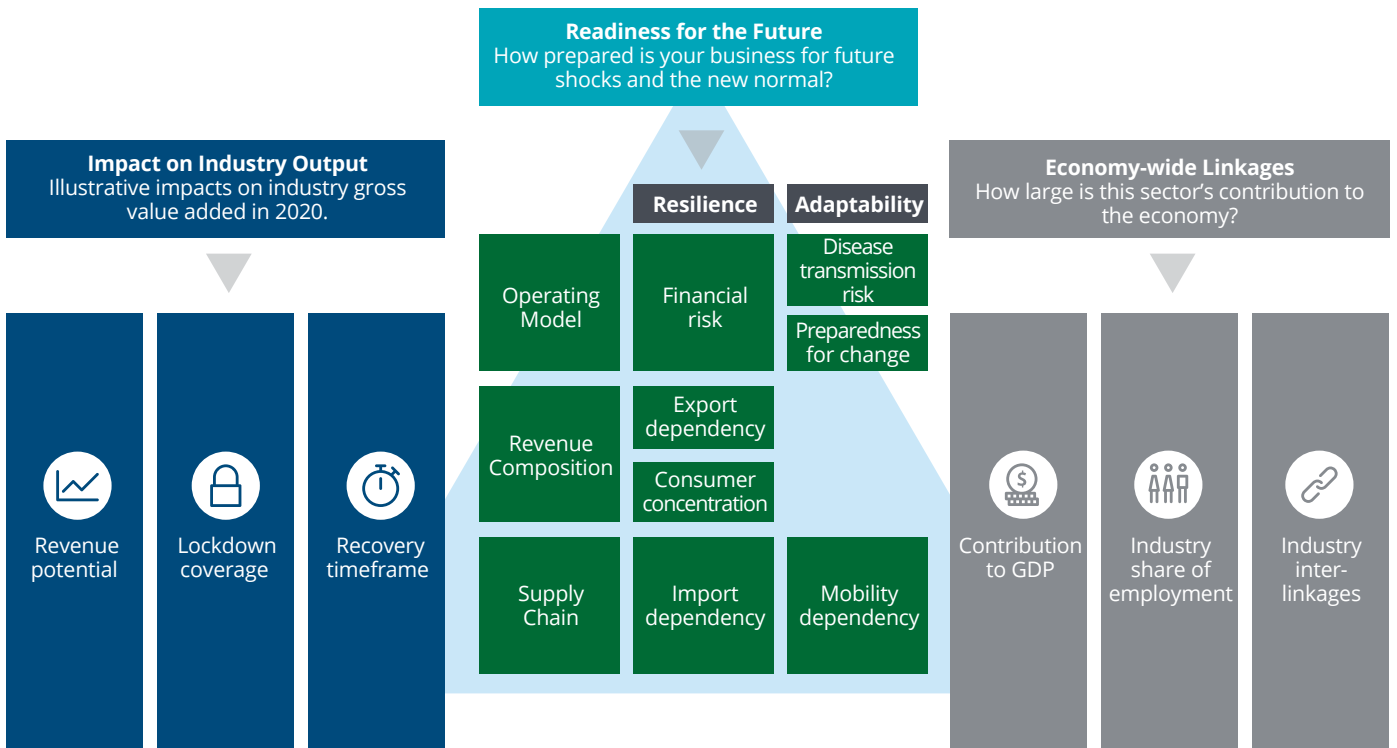 Readiness for the Future
How prepared is your business for future
shocks and the new normal?
Impact on Industry Output
Illustrative impacts on industry gross
value added in 2020.
Economy-wide Linkages
How large is this sector’s contribution to
the economy?
Resilience
Adaptability
Operating
Model
Financial
risk
Disease
transmission
risk
Preparedness
for change
Revenue
Composition
Export
dependency
Consumer
concentration
Supply
Chain
Import
dependency
Mobility
dependency
Revenue
potential
Lockdown
coverage
Recovery
timeframe
$
Contribution
to GDP
Industry
share of
employment
Industry
inter-
linkages